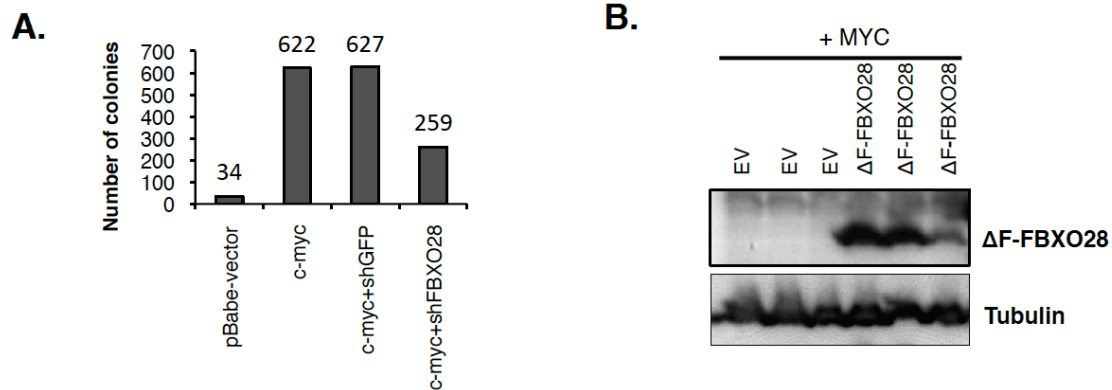 A.
Number of colonies
700
600
500
400
300
200
100
0
34
622
627
259
pBabe-vector
c-myc
c-myc+shGFP
c-myc+shFBXO28
B.
+ MYC
EV
EV
EV
ΔF-FBXO28
ΔF-FBXO28
ΔF-FBXO28
ΔF-FBXO28
Tubulin